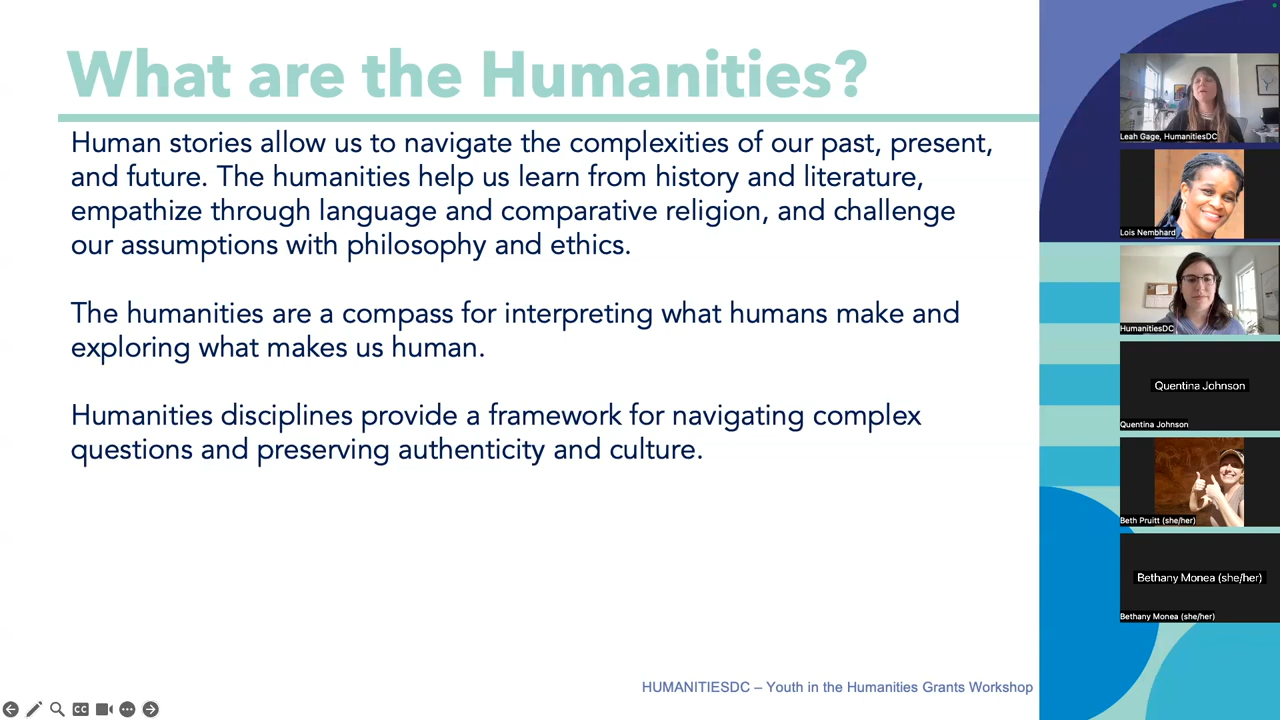 What are the Humanities?
Human stories allow us to navigate the complexities of our past, present,
and future. The humanities help us learn from history and literature,
empathize through language and comparative religion, and challenge
our assumptions with philosophy and ethics.
The humanities are a compass for interpreting what humans make and
exploring what makes us human.
Humanities disciplines provide a framework for navigating complex
questions and preserving authenticity and culture.
HUMANITIESDC – Youth in the Humanities Grants Workshop
Leah Gage, HumanitiesDC
Lois Nembhard
HumanitiesDC
Quentina Johnson
Quentina Johnson
Beth Pruitt (she/her)
Bethany Monea (she/her)
Bethany Monea (she/her)
CC